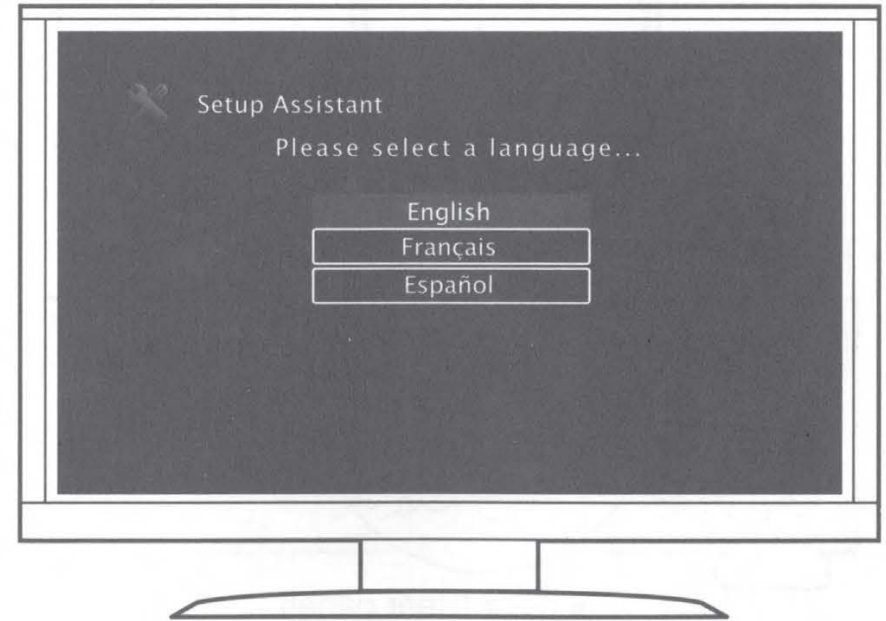 Setup Assistant
Please select a language...
English
Français
Español